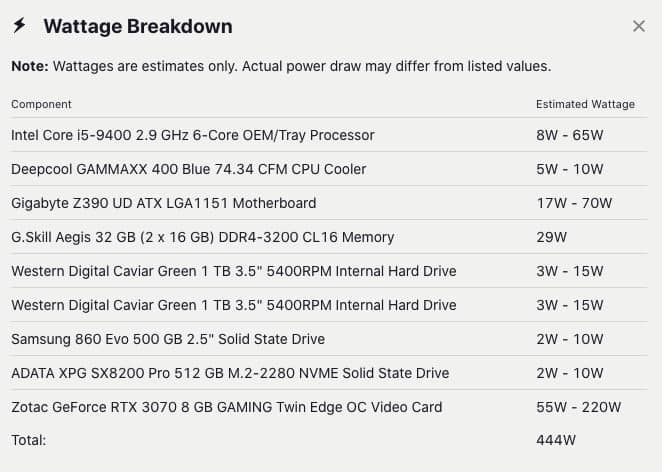 Wattage Breakdown
Note: Wattages are estimates only. Actual power draw may differ from listed values.
Component Estimated Wattage
Intel Core i5-9400 2.9 GHz 6-Core OEM/Tray Processor 8W - 65W
Deepcool GAMMAXX 400 Blue 74.34 CFM CPU Cooler 5W - 10W
Gigabyte Z390 UD ATX LGA1151 Motherboard 17W - 70W
G.Skill Aegis 32 GB (2 x 16 GB) DDR4-3200 CL16 Memory 29W
Western Digital Caviar Green 1 TB 3.5" 5400RPM Internal Hard Drive 3W - 15W
Western Digital Caviar Green 1 TB 3.5" 5400RPM Internal Hard Drive 3W - 15W
Samsung 860 Evo 500 GB 2.5" Solid State Drive 2W - 10W
ADATA XPG SX8200 Pro 512 GB M.2-2280 NVME Solid State Drive 2W - 10W
Zotac GeForce RTX 3070 8 GB GAMING Twin Edge OC Video Card 55W - 220W
Total: 444W